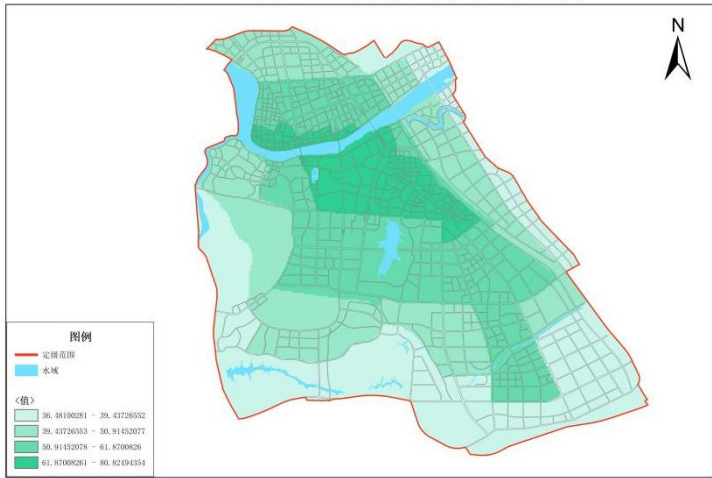 N
图例
定级范围
水域
<值>
36.48100281 - 39.43726552
39.43726553 - 50.91452077
50.91452078 - 61.8700826
61.87008261 - 80.82494354